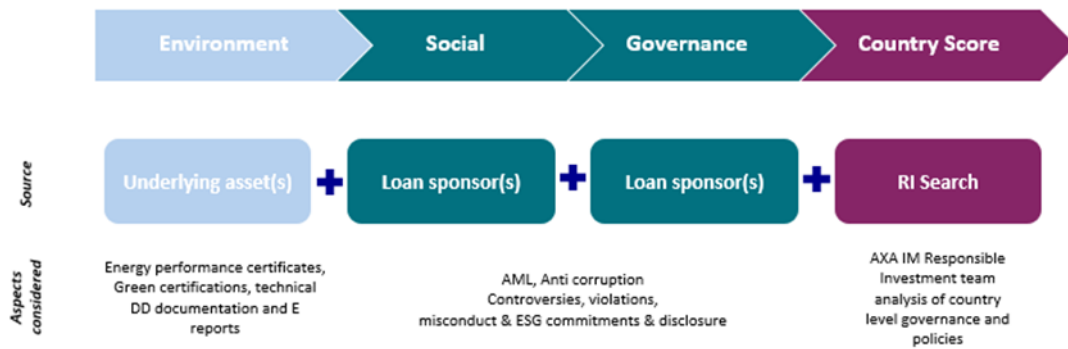 Environment
Social
Governance
Country Score
Source
Underlying asset(s)
Loan sponsor(s)
Loan sponsor(s)
RI Search
Aspects
considered
Energy performance certificates,
Green certifications, technical
DD documentation and E
reports
AML, Anti corruption
Controversies, violations,
misconduct & ESG commitments & disclosure
AXA IM Responsible
Investment team
analysis of country
level governance and
policies